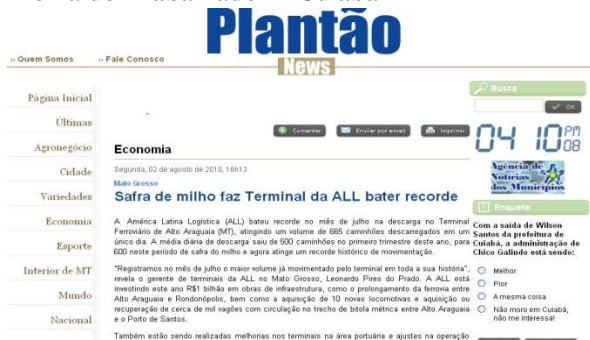 Plantão
News
Quem Somos
Fale Conosco
Página Inicial
Últimas
Agronegócio
Cidade
Variedades
Economia
Esporte
Interior de MT
Mundo
Nacional
Comentar
Enviar por email
Imprimir
Economia
Segunda, 02 de agosto de 2010, 16h13
Mato Grosso
Safra de milho faz Terminal da ALL bater recorde
A América Latina Logística (ALL) bateu recorde no mês de julho na descarga no Terminal
Ferroviário de Alto Araguaia (MT), atingindo um volume de 665 caminhões descarregados em um
único dia. A média diária de descarga saiu de 500 caminhões no primeiro trimestre deste ano, para
600 neste período de safra do milho e agora atinge um recorde histórico de movimentação.
"Registramos no mês de julho o maior volume já movimentado pelo terminal em toda a sua história",
revela o gerente de terminais da ALL no Mato Grosso, Leonardo Pires do Prado. A ALL está
investindo este ano R$1 bilhão em obras de infraestrutura, como o prolongamento da ferrovia entre
Alto Araguaia e Rondonópolis, bem como a aquisição de 10 novas locomotivas e aquisição ou
recuperação de cerca de mil vagões com circulação no trecho de bitola métrica entre Alto Araguaia
e o Porto de Santos.
Também estão sendo realizadas melhorias nos terminais na área portuária e ajustes na operação
Busca
OK
04 10 PM 08
Agência de
Notícias
dos Municípios
Enquete
Com a saída de Wilson
Santos da prefeitura de
Cuiabá, a administração de
Chico Galindo está sendo:
Melhor
Pior
A mesma coisa
Não moro em Cuiabá,
não me interessa!